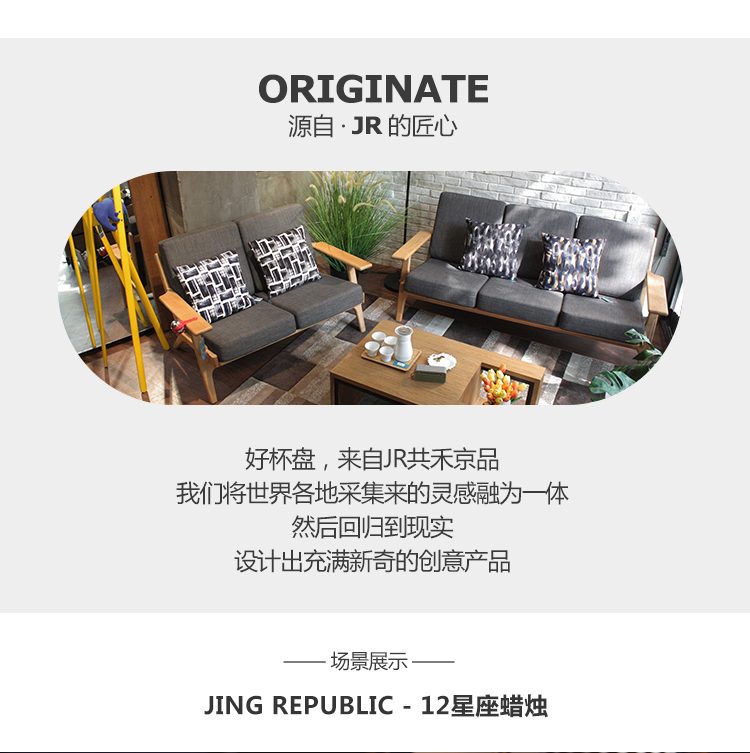 ORIGINATE
源自·JR 的匠心
好杯盘，来自JR共禾京品
我们将世界各地采集来的灵感融为一体
然后回归到现实
设计出充满新奇的创意产品
场景展示
JING REPUBLIC - 12星座蜡烛